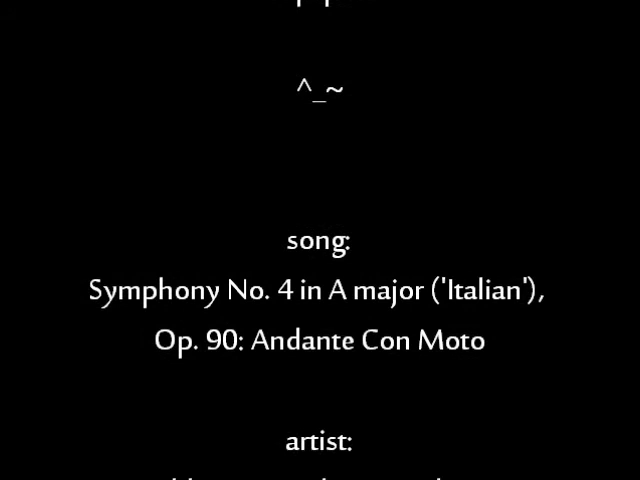 ^_~
song:
Symphony No. 4 in A major ('Italian'),
Op. 90: Andante Con Moto
artist: